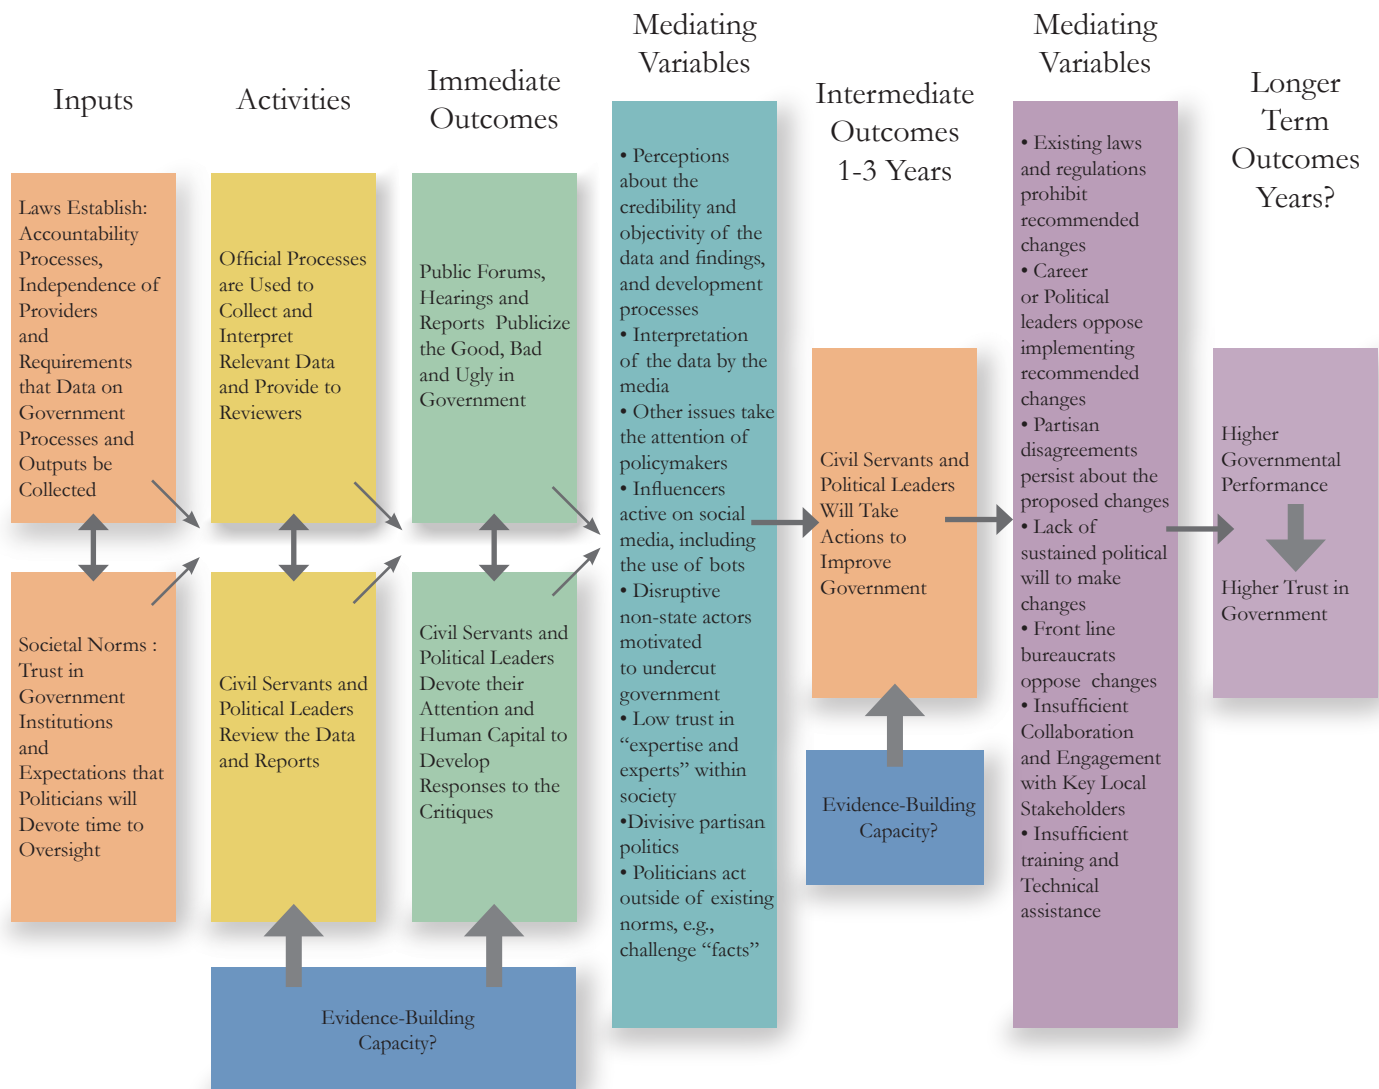 Inputs
Activities
Immediate
Outcomes
Mediating
Variables
Intermediate
Outcomes
1-3 Years
Mediating
Variables
Longer
Term
Outcomes
Years?
Laws Establish:
Accountability
Processes,
Independence of
Providers
and
Requirements
that Data on
Government
Processes and
Outputs be
Collected
Societal Norms :
Trust in
Government
Institutions
and
Expectations that
Politicians will
Devote time to
Oversight
Official Processes
are Used to
Collect and
Interpret
Relevant Data
and Provide to
Reviewers
Civil Servants and
Political Leaders
Review the Data
and Reports
Public Forums,
Hearings and
Reports Publicize
the Good, Bad
and Ugly in
Government
Civil Servants and
Political Leaders
Devote their
Attention and
Human Capital to
Develop
Responses to the
Critiques
Evidence-Building
Capacity?
• Perceptions
about the
credibility and
objectivity of the
data and findings,
and development
processes
• Interpretation
of the data by the
media
• Other issues take
the attention of
policymakers
• Influencers
active on social
media, including
the use of bots
• Disruptive
non-state actors
motivated
to undercut
government
• Low trust in
“expertise and
experts” within
society
•Divisive partisan
politics
• Politicians act
outside of existing
norms, e.g.,
challenge “facts”
Civil Servants and
Political Leaders
Will Take
Actions to
Improve
Government
Evidence-Building
Capacity?
• Existing laws
and regulations
prohibit
recommended
changes
• Career
or Political
leaders oppose
implementing
recommended
changes
• Partisan
disagreements
persist about the
proposed changes
• Lack of
sustained political
will to make
changes
• Front line
bureaucrats
oppose changes
• Insufficient
Collaboration
and Engagement
with Key Local
Stakeholders
• Insufficient
training and
Technical
assistance
Higher
Governmental
Performance
Higher Trust in
Government